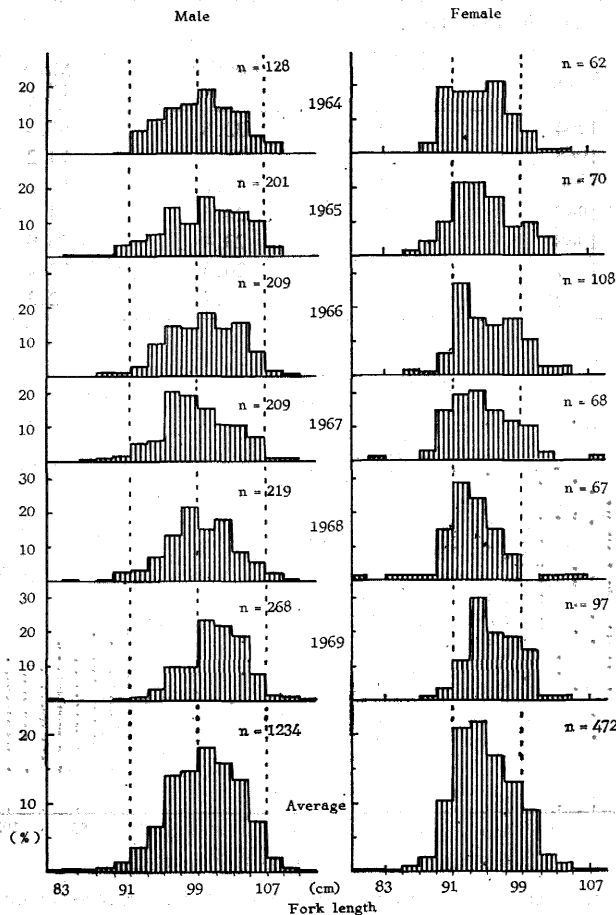 Male Female
n = 128 n = 62
20
1964
10
n = 201 n = 70
20
1965
10
n = 209 n = 108
1966
20
10
n = 209 n = 68
20
1967
10
30
n = 219 n = 67
20
1968
10
30
n = 268 n = 97
20
1969
10
n = 1234 n = 472
20
Average
10
(%)
83 91 99 107 (cm) 83 91 99 107
Fork length